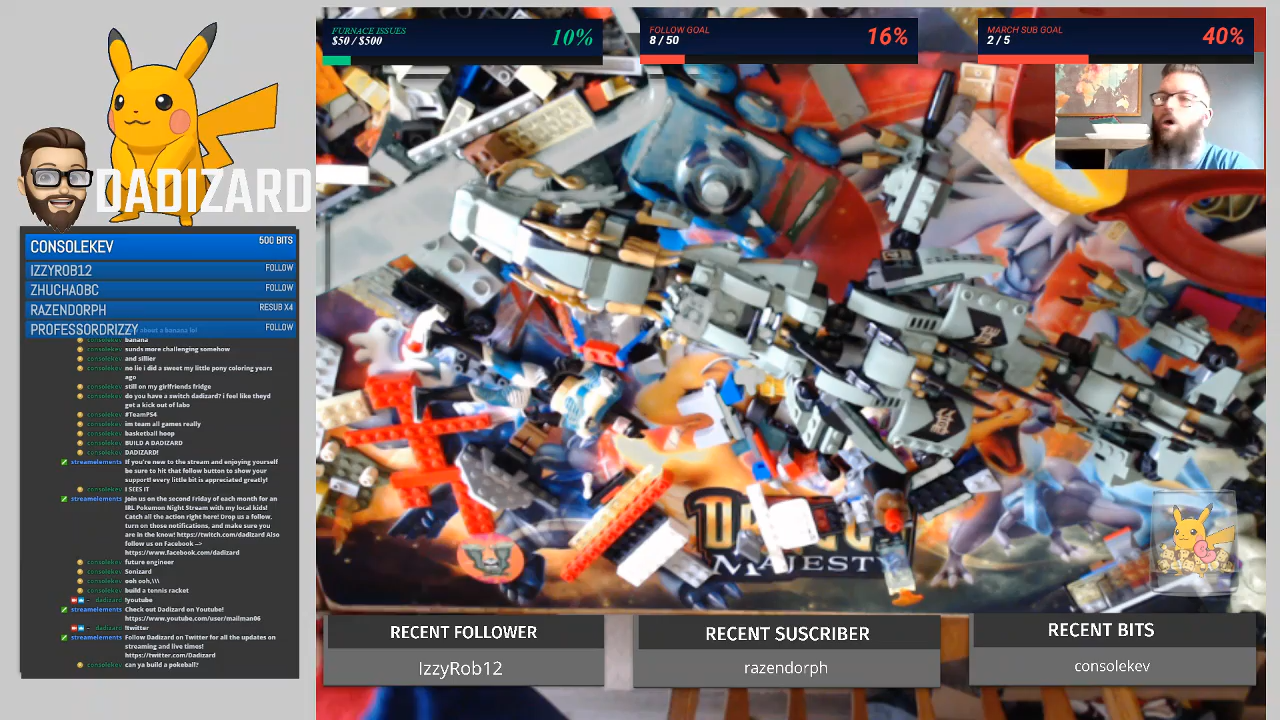 FURNACE ISSUES
$50 / $500
10%
FOLLOW GOAL
8 / 50
16%
MARCH SUB GOAL
2 / 5
40%
DADIZARD
CONSOLEKEV 500 BITS
IZZYROB12 FOLLOW
ZHUCHAOBC FOLLOW
RAZENDORPH RESUB X4
PROFESSORDRIZZY about a banana lol FOLLOW
consolekev banana
consolekev sunds more challenging somehow
consolekev and sillier
consolekev no lie i did a sweet my little pony coloring years
ago
consolekev still on my girlfriends fridge
consolekev do you have a switch dadizard? i feel like theyd
get a kick out of labo
consolekev #TeamPS4
consolekev im team all games really
consolekev basketball hoop
consolekev BUILD A DADIZARD
consolekev DADIZARD!
streamelements If you're new to the stream and enjoying yourself
be sure to hit that follow button to show your
support! every little bit is appreciated greatly!
consolekev I SEES IT
streamelements Join us on the second Friday of each month for an
IRL Pokemon Night Stream with my local kids!
Catch all the action right here! Drop us a follow,
turn on those notifications, and make sure you
are in the know! https://twitch.com/dadizard Also
follow us on Facebook -->
https://www.facebook.com/dadizard
consolekev future engineer
consolekev Sonizard
consolekev ooh ooh,\\\
consolekev build a tennis racket
dadizard !youtube
streamelements Check out Dadizard on Youtube!
https://www.youtube.com/user/mailman06
dadizard !twitter
streamelements Follow Dadizard on Twitter for all the updates on
streaming and live times!
https://twitter.com/Dadizard
consolekev can ya build a pokeball?
MAJESTY
RECENT FOLLOWER
IzzyRob12
RECENT SUSCRIBER
razendorph
RECENT BITS
consolekev